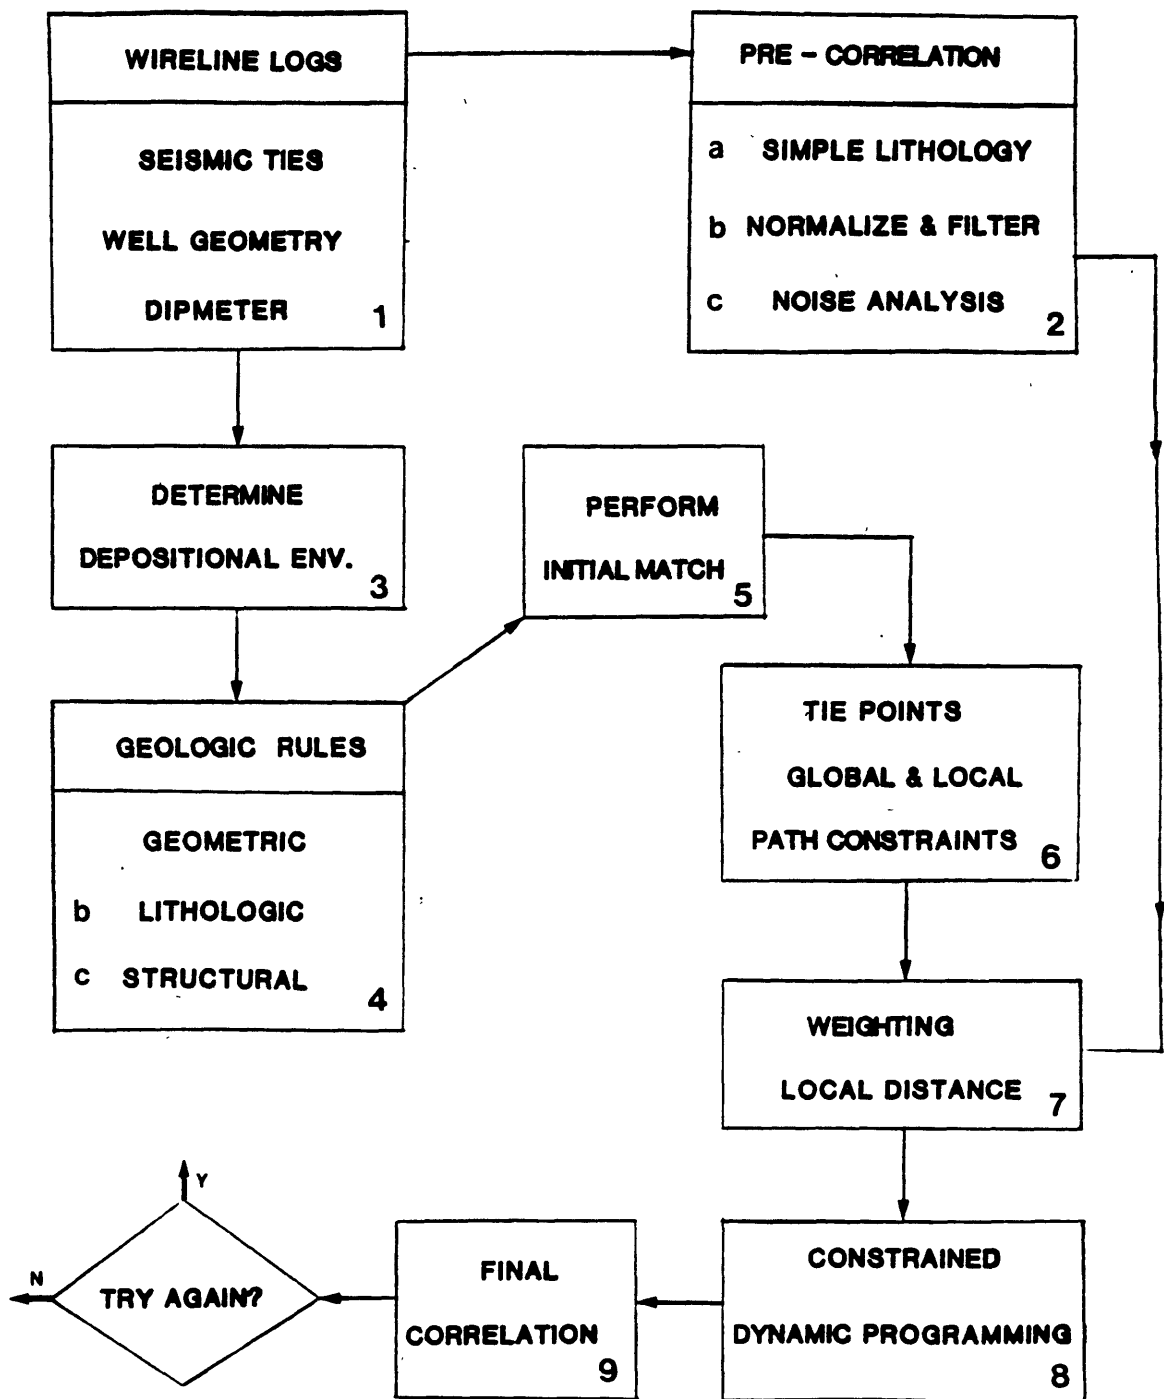 WIRELINE LOGS
SEISMIC TIES
WELL GEOMETRY
DIPMETER
1
PRE - CORRELATION
a SIMPLE LITHOLOGY
b NORMALIZE & FILTER
c NOISE ANALYSIS
2
DETERMINE
DEPOSITIONAL ENV.
3
GEOLOGIC RULES
GEOMETRIC
b LITHOLOGIC
c STRUCTURAL
4
PERFORM
INITIAL MATCH
5
TIE POINTS
GLOBAL & LOCAL
PATH CONSTRAINTS
6
WEIGHTING
LOCAL DISTANCE
7
CONSTRAINED
DYNAMIC PROGRAMMING
8
FINAL
CORRELATION
9
TRY AGAIN?
Y
N